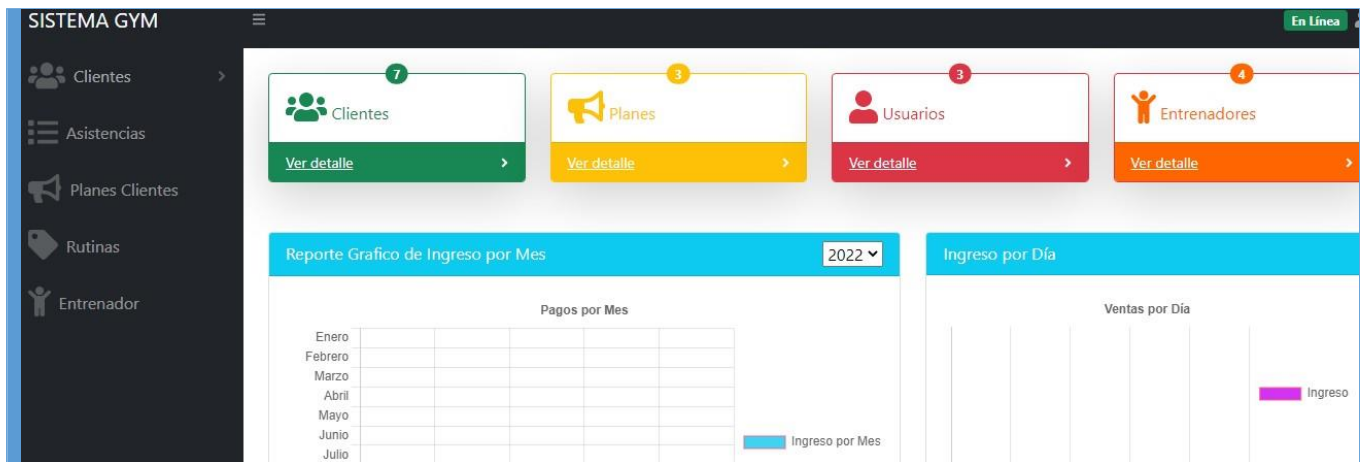 SISTEMA GYM
En Línea
Clientes
Asistencias
Planes Clientes
Rutinas
Entrenador
7
Clientes
Ver detalle
3
Planes
Ver detalle
3
Usuarios
Ver detalle
4
Entrenadores
Ver detalle
Reporte Grafico de Ingreso por Mes
2022
Pagos por Mes
Enero
Febrero
Marzo
Abril
Mayo
Junio
Julio
Ingreso por Mes
Ingreso por Día
Ventas por Día
Ingreso